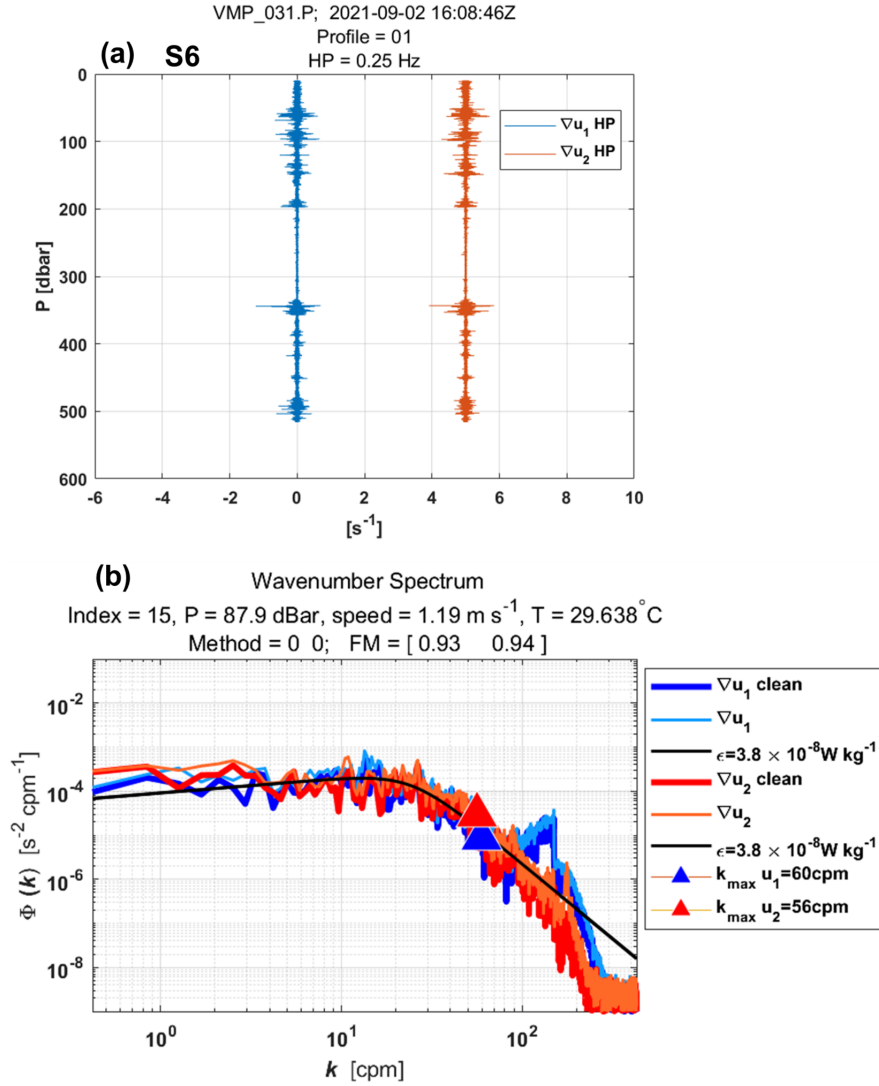 VMP_031.P; 2021-09-02 16:08:46Z
Profile = 01
(a) S6
HP = 0.25 Hz
0
100
200
300
400
500
600
P [dbar]
-6 -4 -2 0 2 4 6 8 10
[s⁻¹]
∇u₁ HP
∇u₂ HP
(b)
Wavenumber Spectrum
Index = 15, P = 87.9 dBar, speed = 1.19 m s⁻¹, T = 29.638°C
Method = 0 0; FM = [ 0.93 0.94 ]
10⁻²
10⁻⁴
10⁻⁶
10⁻⁸
Φ (k) [s⁻² cpm⁻¹]
10⁰ 10¹ 10²
k [cpm]
∇u₁ clean
∇u₁
ϵ=3.8 × 10⁻⁸W kg⁻¹
∇u₂ clean
∇u₂
ϵ=3.8 × 10⁻⁸W kg⁻¹
k_max u₁=60cpm
k_max u₂=56cpm